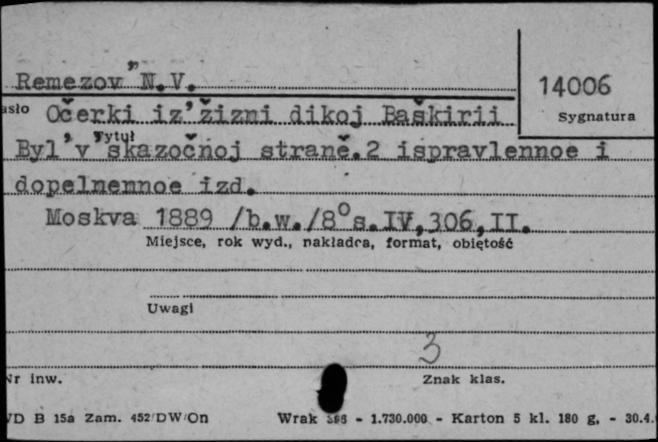 Remezov" N.V.
14006
asło Očerki iz'žizni dikoj Baškirii
Sygnatura
Tytuł
Byl'v skazočnoj straně.2 ispravlennoe i
dopelnennoe izd.
Moskva 1889 /b.w./8° s.IV,306,II.
Miejsce, rok wyd., nakładca, format, objętość
Uwagi
3
Nr inw.
Znak klas.
VD B 15a Zam. 452/DW/On Wrak - 1.730.000 - Karton 5 kl. 180 g. - 30.4.